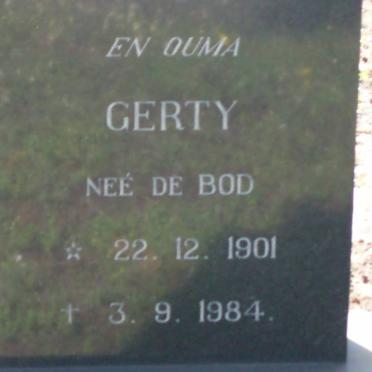 EN OUMA
GERTY
NEÉ DE BOD
☆ 22. 12. 1901
† 3. 9. 1984.